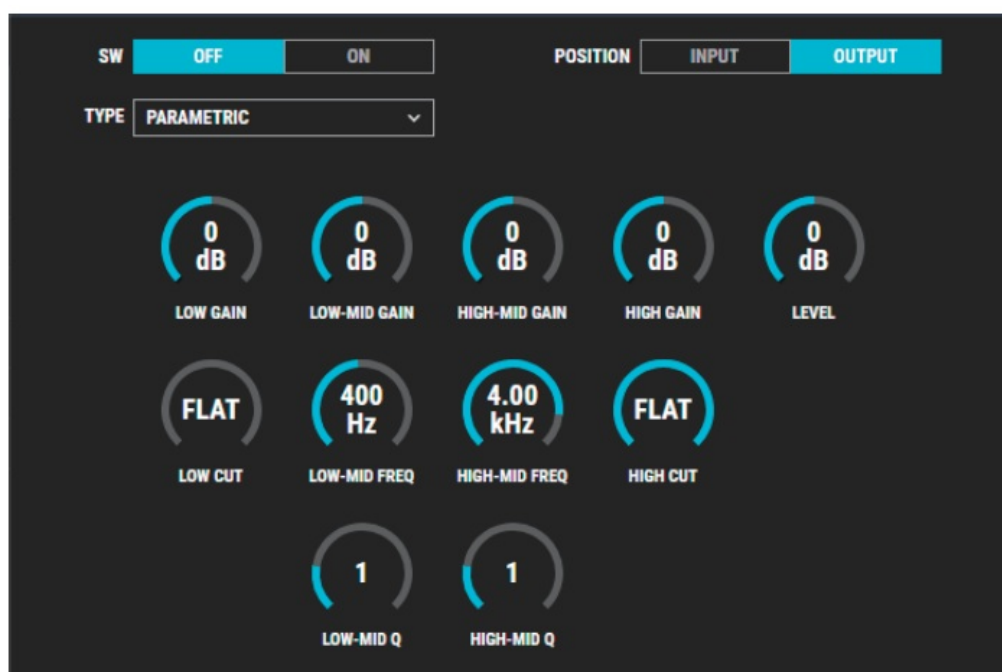 SW OFF ON POSITION INPUT OUTPUT
TYPE PARAMETRIC
0 dB 0 dB 0 dB 0 dB 0 dB
LOW GAIN LOW-MID GAIN HIGH-MID GAIN HIGH GAIN LEVEL
FLAT 400 Hz 4.00 kHz FLAT
LOW CUT LOW-MID FREQ HIGH-MID FREQ HIGH CUT
1 1
LOW-MID Q HIGH-MID Q